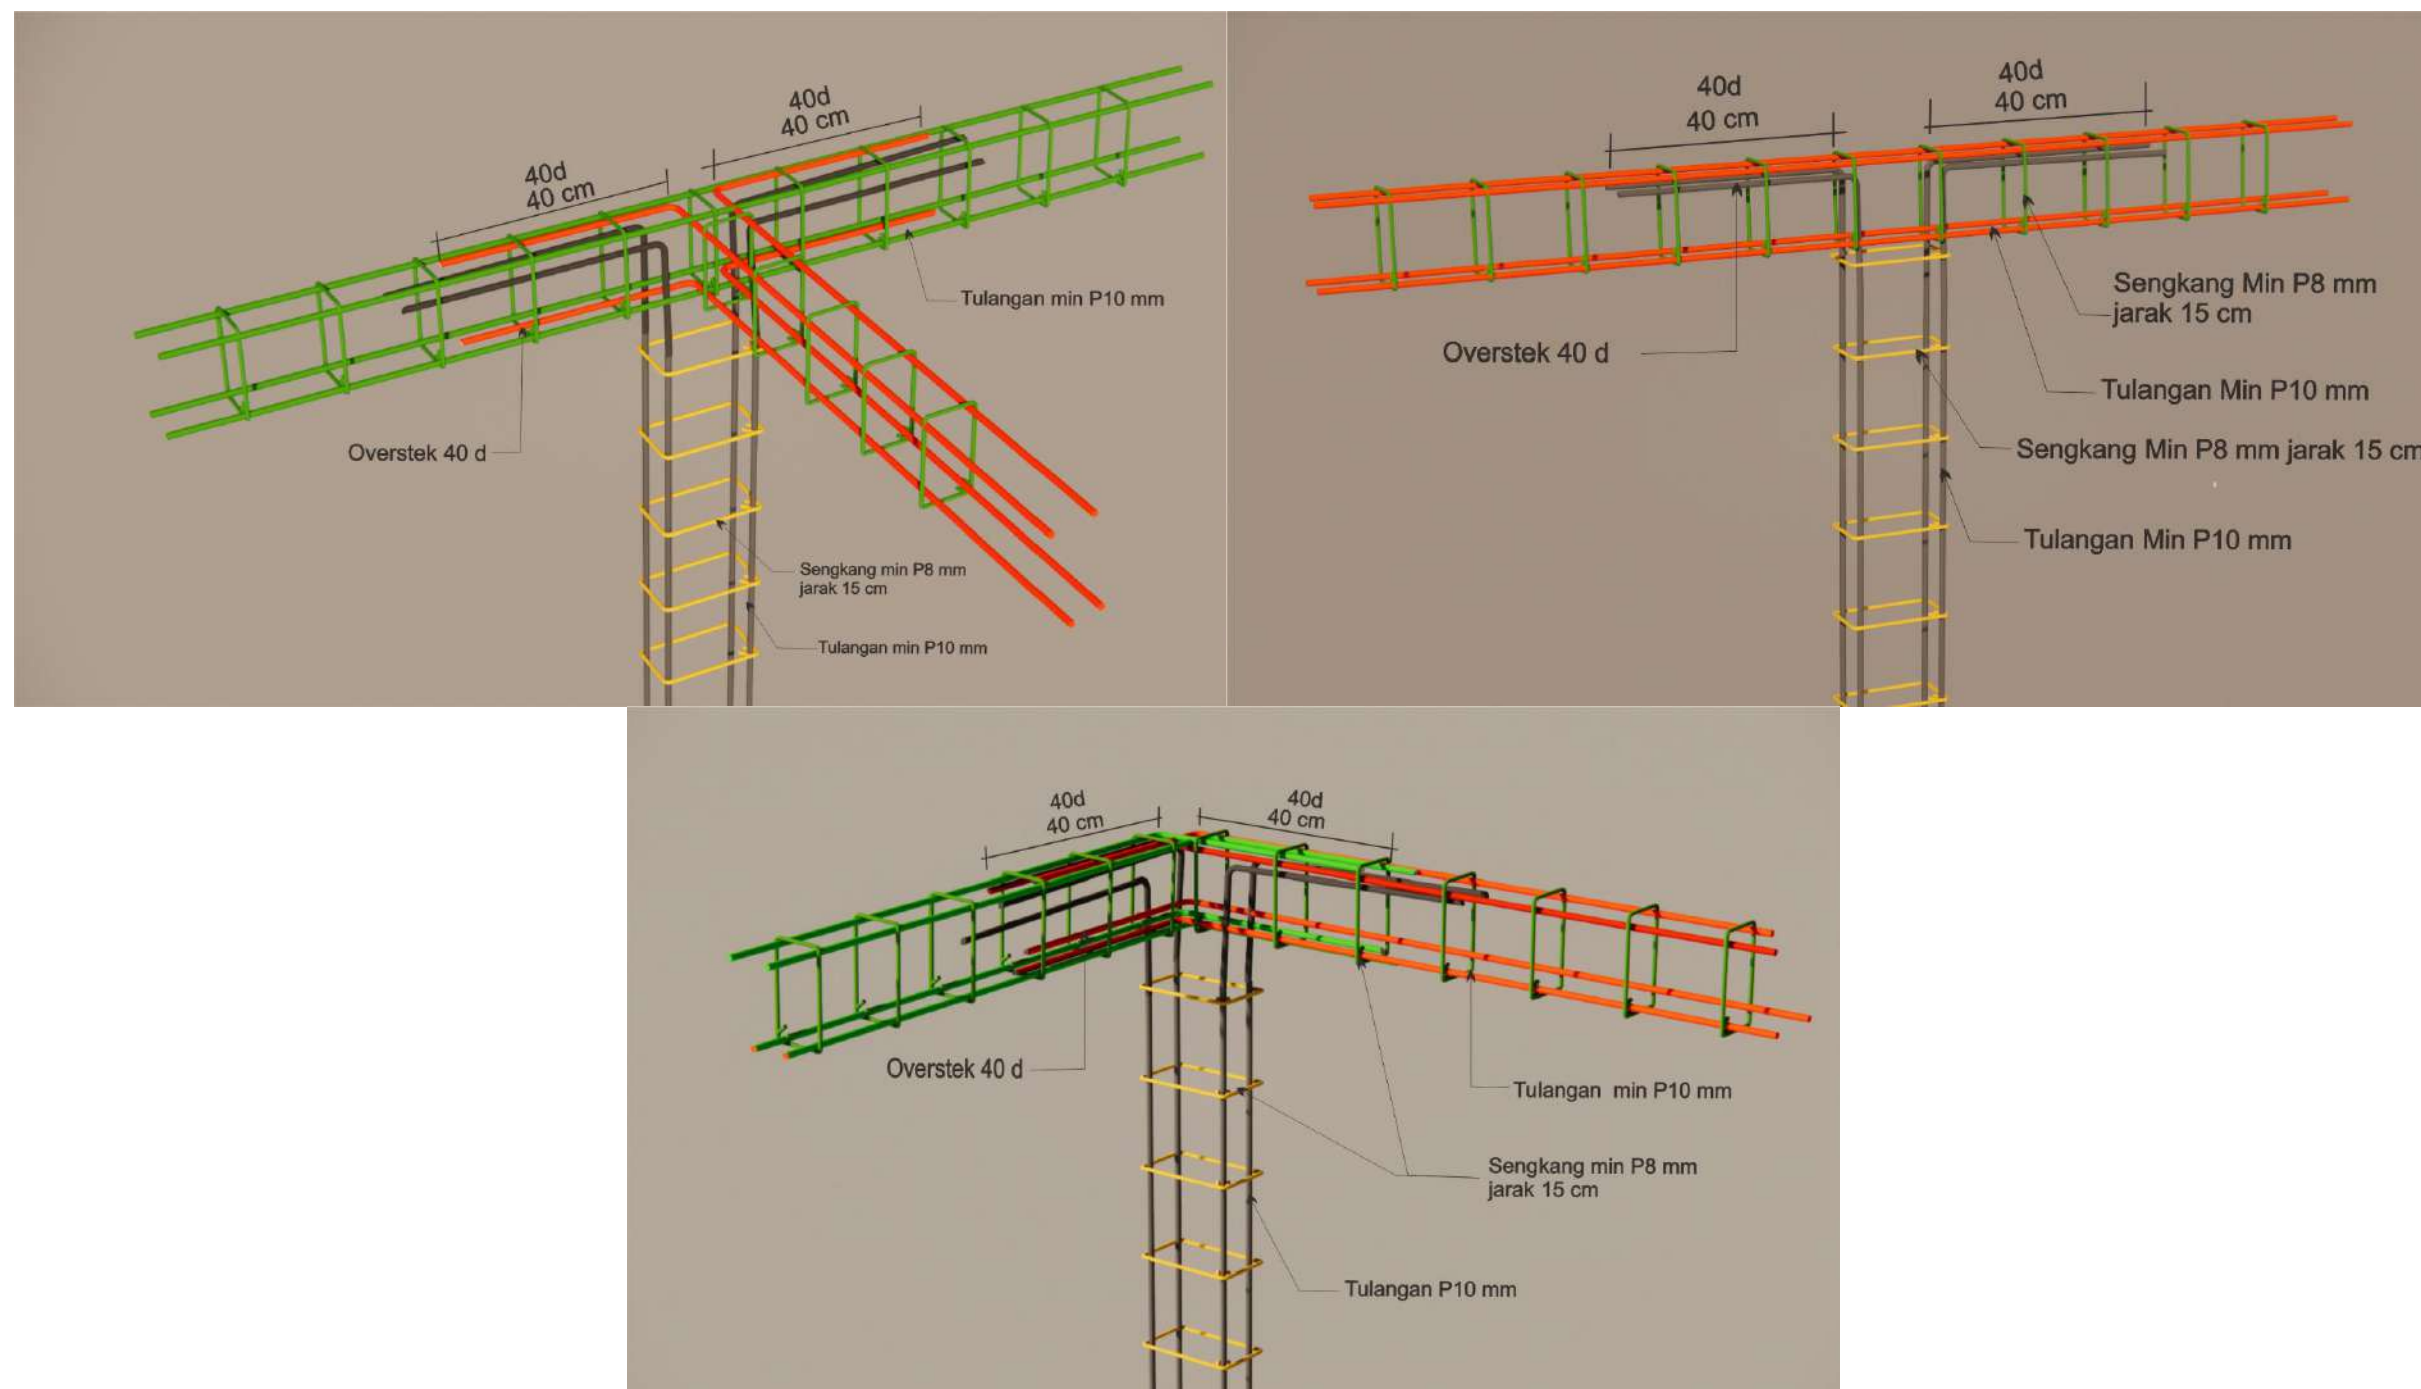 40d
40 cm
40d
40 cm
Tulangan min P10 mm
Overstek 40 d
Sengkang min P8 mm
jarak 15 cm
Tulangan min P10 mm
40d
40 cm
40d
40 cm
Sengkang Min P8 mm
jarak 15 cm
Overstek 40 d
Tulangan Min P10 mm
Sengkang Min P8 mm jarak 15 cm
Tulangan Min P10 mm
40d
40 cm
40d
40 cm
Overstek 40 d
Tulangan min P10 mm
Sengkang min P8 mm
jarak 15 cm
Tulangan P10 mm